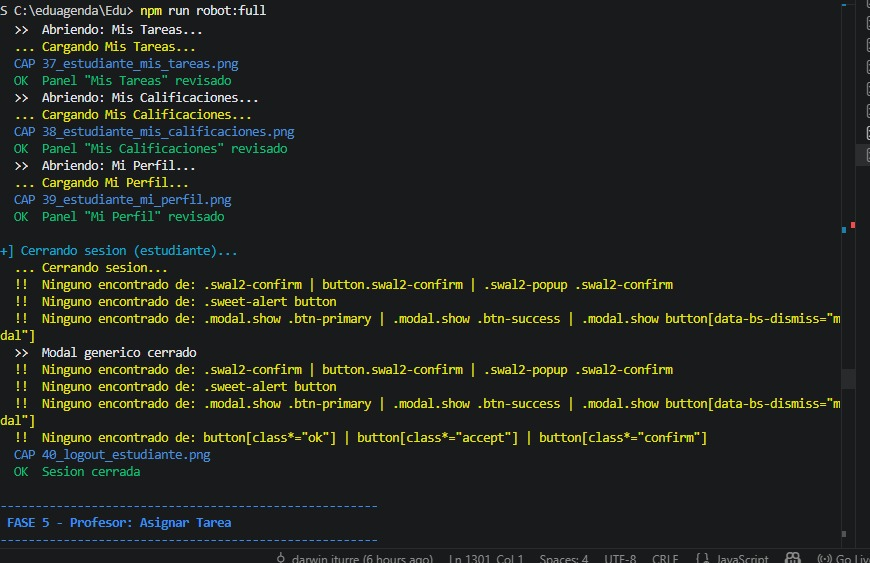 S C:\eduagenda\Edu> npm run robot:full
>> Abriendo: Mis Tareas...
... Cargando Mis Tareas...
CAP 37_estudiante_mis_tareas.png
OK Panel "Mis Tareas" revisado
>> Abriendo: Mis Calificaciones...
... Cargando Mis Calificaciones...
CAP 38_estudiante_mis_calificaciones.png
OK Panel "Mis Calificaciones" revisado
>> Abriendo: Mi Perfil...
... Cargando Mi Perfil...
CAP 39_estudiante_mi_perfil.png
OK Panel "Mi Perfil" revisado
+] Cerrando sesion (estudiante)...
... Cerrando sesion...
!! Ninguno encontrado de: .swal2-confirm | button.swal2-confirm | .swal2-popup .swal2-confirm
!! Ninguno encontrado de: .sweet-alert button
!! Ninguno encontrado de: .modal.show .btn-primary | .modal.show .btn-success | .modal.show button[data-bs-dismiss="m
dal"]
>> Modal generico cerrado
!! Ninguno encontrado de: .swal2-confirm | button.swal2-confirm | .swal2-popup .swal2-confirm
!! Ninguno encontrado de: .sweet-alert button
!! Ninguno encontrado de: .modal.show .btn-primary | .modal.show .btn-success | .modal.show button[data-bs-dismiss="m
dal"]
!! Ninguno encontrado de: button[class*="ok"] | button[class*="accept"] | button[class*="confirm"]
CAP 40_logout_estudiante.png
OK Sesion cerrada
------------------------------------------------------
FASE 5 - Profesor: Asignar Tarea
------------------------------------------------------
darwin iturre (6 hours ago) Ln 1301, Col 1 Spaces: 4 UTF-8 CRLF { } JavaScript Go Liv